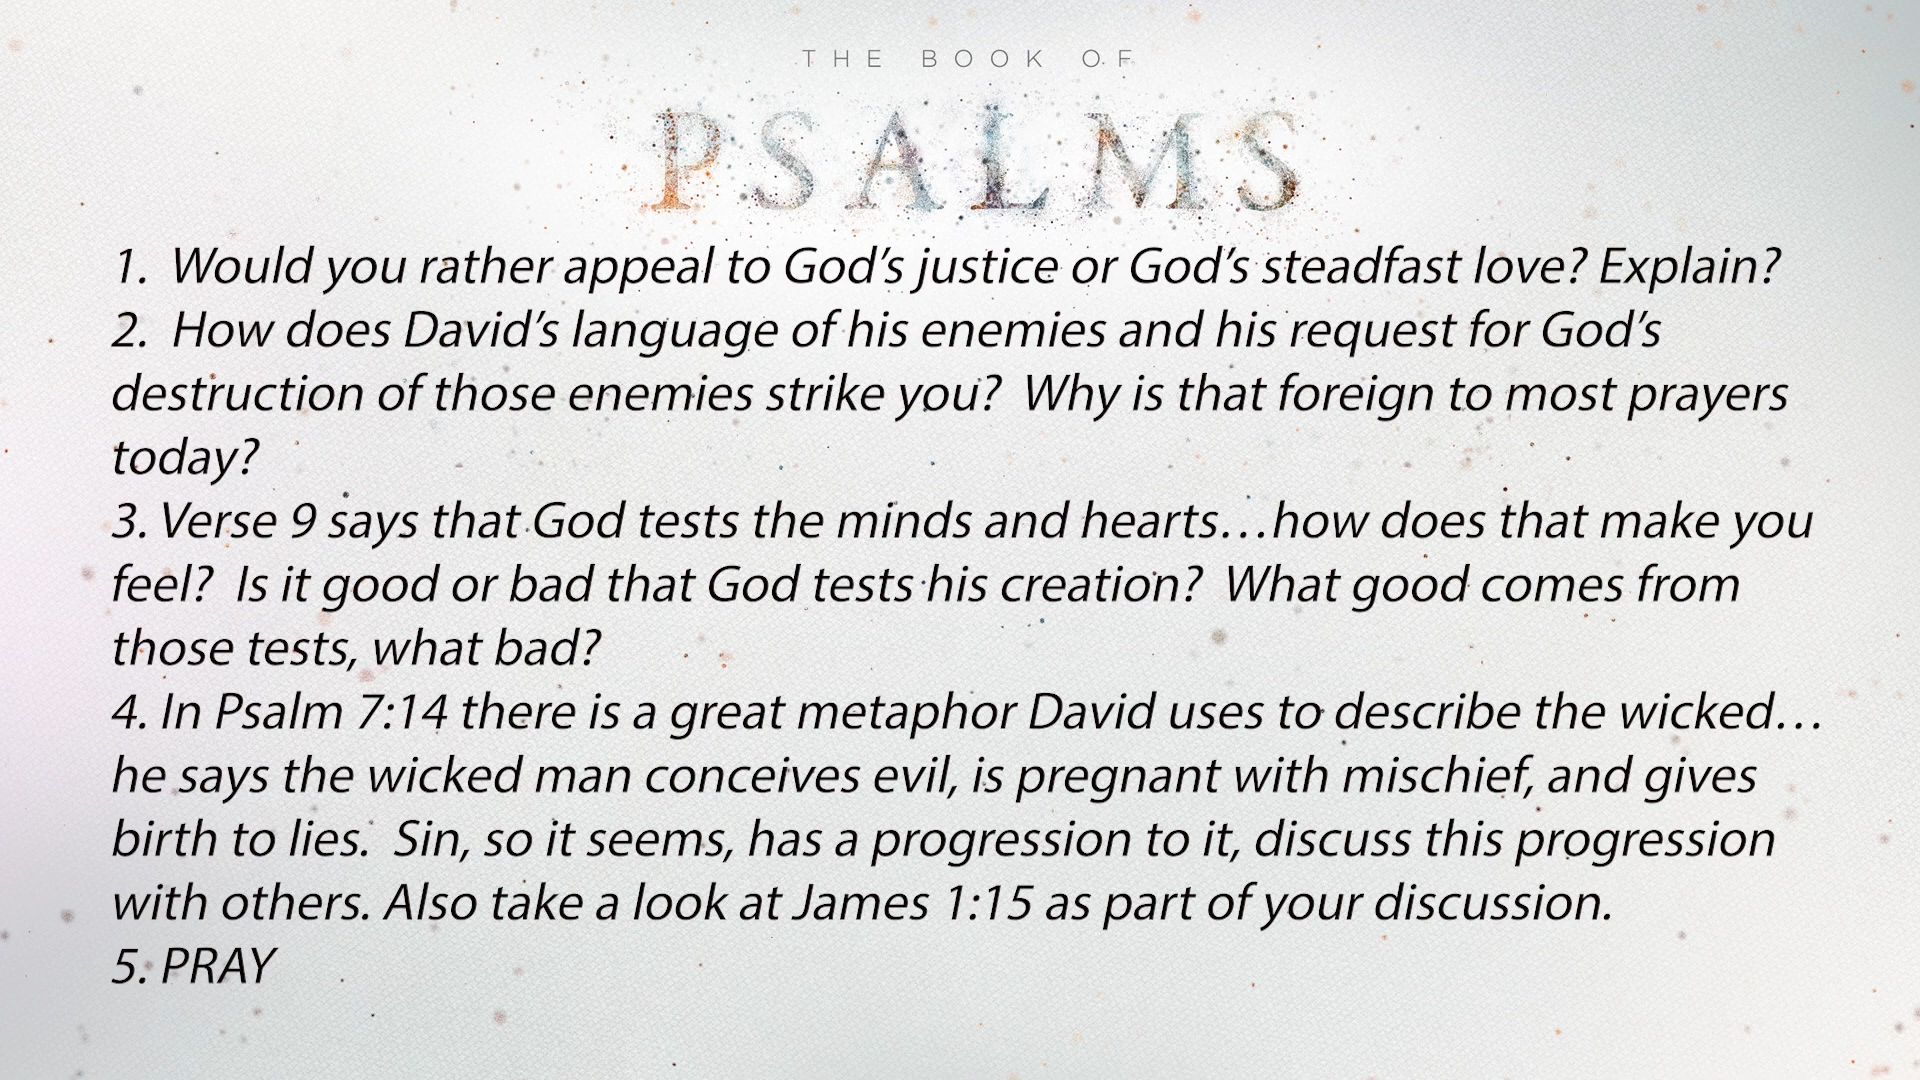 THE BOOK OF
PSALMS
1.  Would you rather appeal to God’s justice or God’s steadfast love? Explain?
2.  How does David’s language of his enemies and his request for God’s
destruction of those enemies strike you?  Why is that foreign to most prayers
today?
3. Verse 9 says that God tests the minds and hearts…how does that make you
feel?  Is it good or bad that God tests his creation?  What good comes from
those tests, what bad?
4. In Psalm 7:14 there is a great metaphor David uses to describe the wicked…
he says the wicked man conceives evil, is pregnant with mischief, and gives
birth to lies.  Sin, so it seems, has a progression to it, discuss this progression
with others. Also take a look at James 1:15 as part of your discussion.
5. PRAY